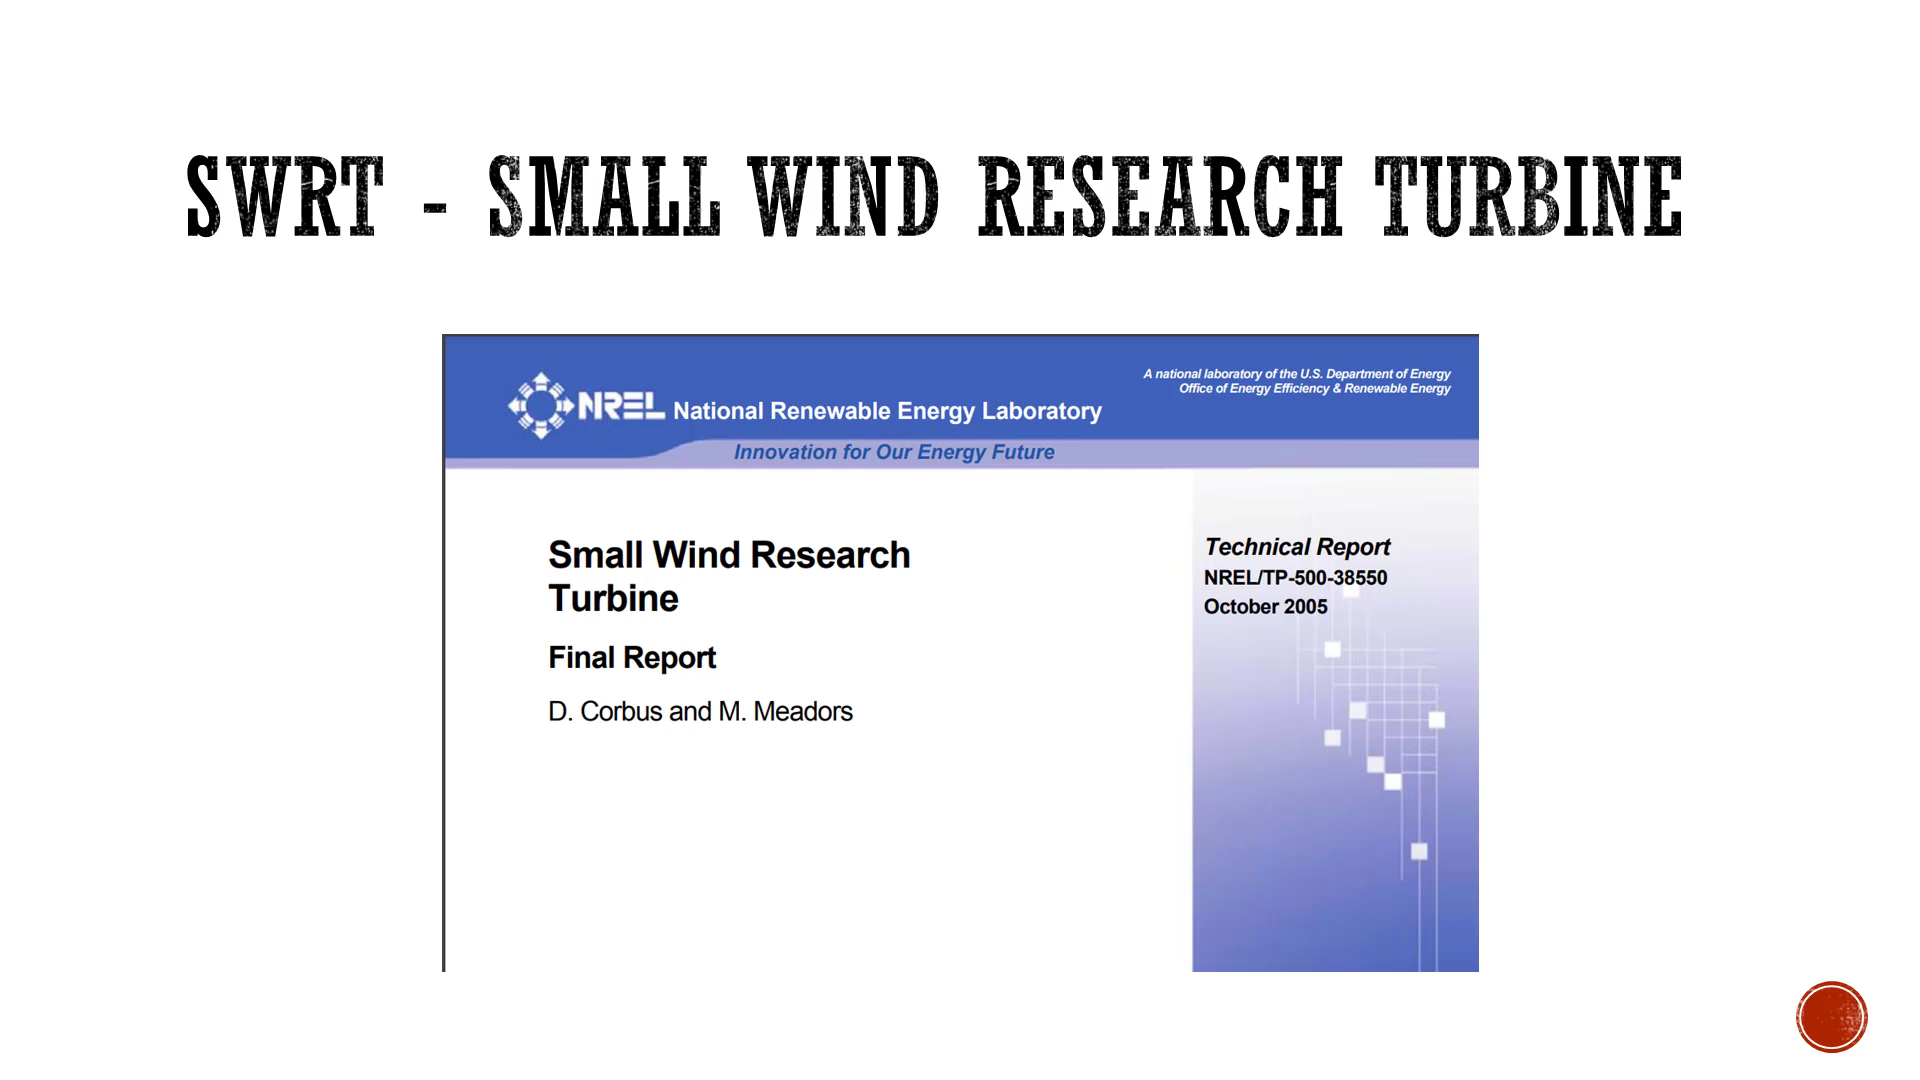 SWRT - SMALL WIND RESEARCH TURBINE
A national laboratory of the U.S. Department of Energy
Office of Energy Efficiency & Renewable Energy
NREL National Renewable Energy Laboratory
Innovation for Our Energy Future
Small Wind Research
Turbine
Final Report
D. Corbus and M. Meadors
Technical Report
NREL/TP-500-38550
October 2005